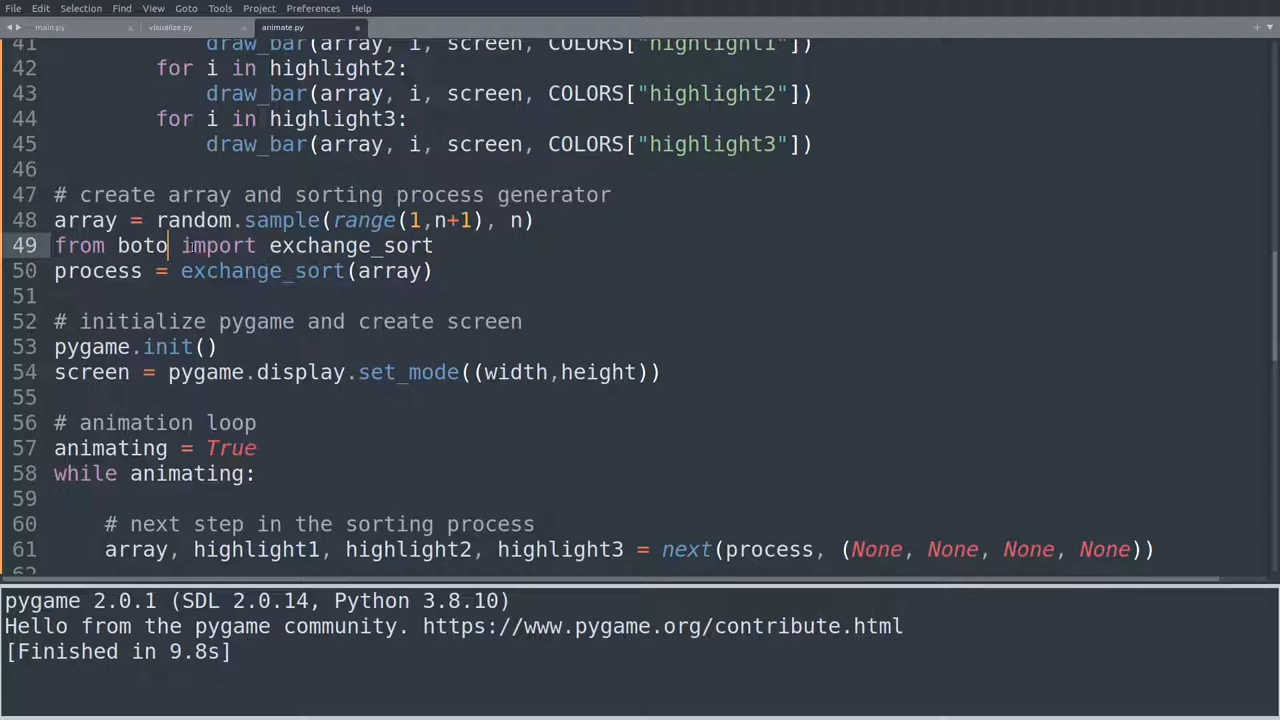 File Edit Selection Find View Goto Tools Project Preferences Help
main.py × visualize.py × animate.py
41 draw_bar(array, i, screen, COLORS["highlight1"])
42 for i in highlight2:
43 draw_bar(array, i, screen, COLORS["highlight2"])
44 for i in highlight3:
45 draw_bar(array, i, screen, COLORS["highlight3"])
46
47 # create array and sorting process generator
48 array = random.sample(range(1,n+1), n)
49 from boto import exchange_sort
50 process = exchange_sort(array)
51
52 # initialize pygame and create screen
53 pygame.init()
54 screen = pygame.display.set_mode((width,height))
55
56 # animation loop
57 animating = True
58 while animating:
59
60 # next step in the sorting process
61 array, highlight1, highlight2, highlight3 = next(process, (None, None, None, None))
62
pygame 2.0.1 (SDL 2.0.14, Python 3.8.10)
Hello from the pygame community. https://www.pygame.org/contribute.html
[Finished in 9.8s]